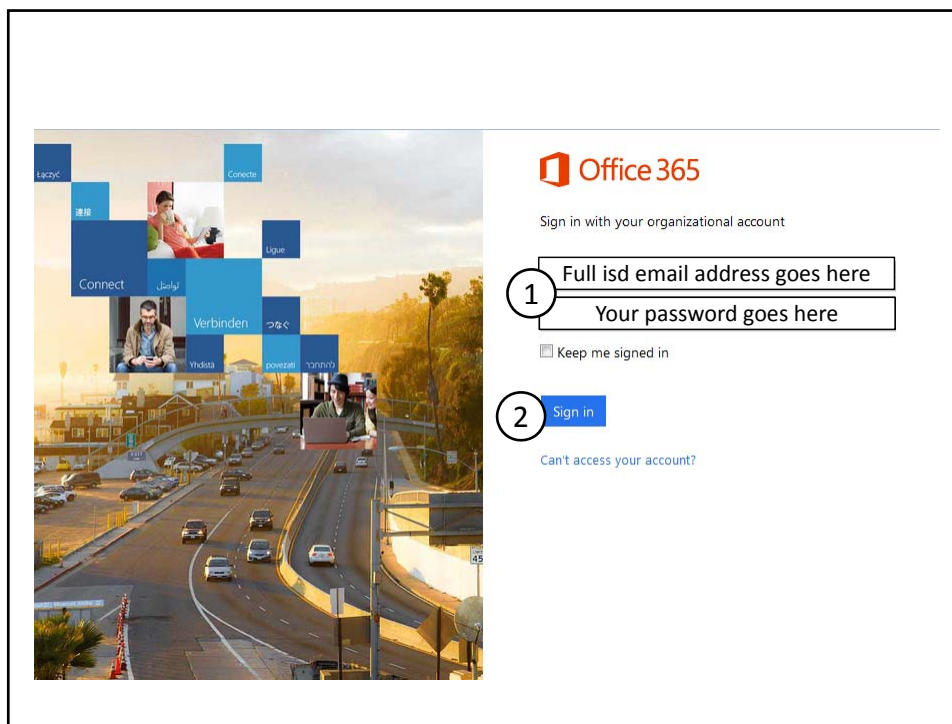 Łączyć
Conecte
連接
Ligue
Connect
تواصل
Verbinden
つなぐ
Yhdistä
povezati
להתחבר
45
Office 365
Sign in with your organizational account
1
Full isd email address goes here
Your password goes here
Keep me signed in
2
Sign in
Can't access your account?